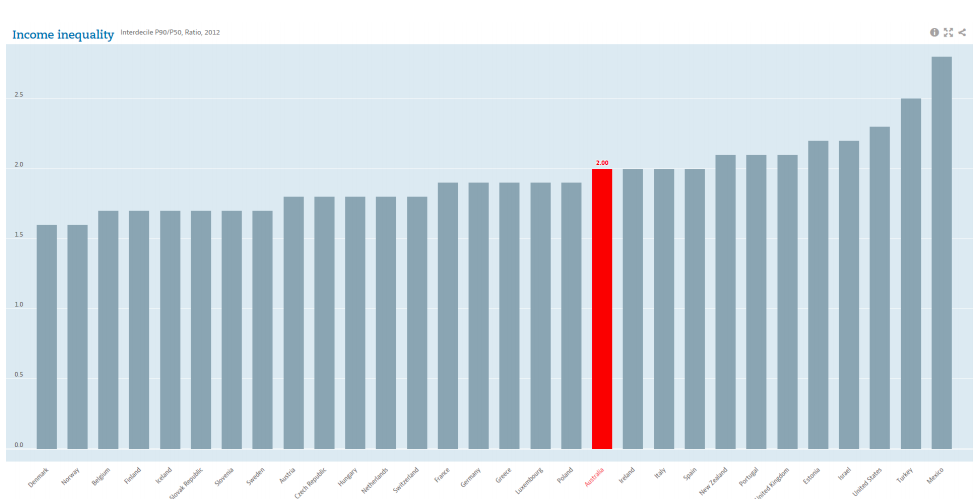 Income inequality Interdecile P90/P50, Ratio, 2012
2.5
2.0
1.5
1.0
0.5
0.0
2.00
Denmark
Norway
Belgium
Finland
Iceland
Slovak Republic
Slovenia
Sweden
Austria
Czech Republic
Hungary
Netherlands
Switzerland
France
Germany
Greece
Luxembourg
Poland
Australia
Ireland
Italy
Spain
New Zealand
Portugal
United Kingdom
Estonia
Israel
United States
Turkey
Mexico